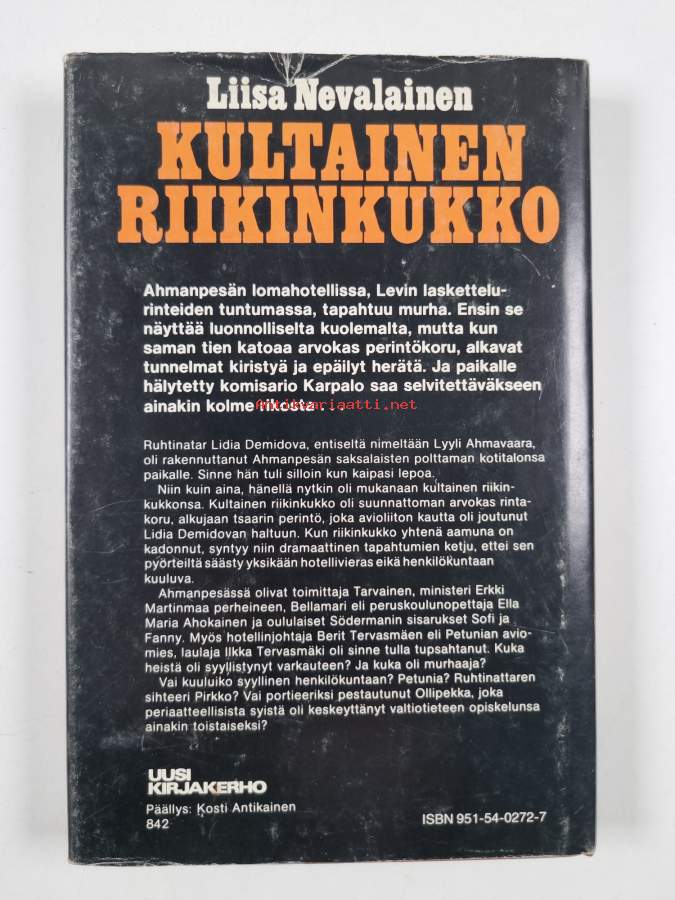 Liisa Nevalainen
KULTAINEN
RIIKINKUKKO
Ahmanpesän lomahotellissa, Levin laskettelu-
rinteiden tuntumassa, tapahtuu murha. Ensin se
näyttää luonnolliselta kuolemalta, mutta kun
saman tien katoaa arvokas perintökoru, alkavat
tunnelmat kiristyä ja epäilyt herätä. Ja paikalle
hälytetty komisario Karpalo saa selvitettäväkseen
ainakin kolme rikosta...
Antikvariaatti.net
Ruhtinatar Lidia Demidova, entiseltä nimeltään Lyyli Ahmavaara,
oli rakennuttanut Ahmanpesän saksalaisten polttaman kotitalonsa
paikalle. Sinne hän tuli silloin kun kaipasi lepoa.
Niin kuin aina, hänellä nytkin oli mukanaan kultainen riikin-
kukkonsa. Kultainen riikinkukko oli suunnattoman arvokas rinta-
koru, alkujaan tsaarin perintö, joka avioliiton kautta oli joutunut
Lidia Demidovan haltuun. Kun riikinkukko yhtenä aamuna on
kadonnut, syntyy niin dramaattinen tapahtumien ketju, ettei sen
pyörteiltä säästy yksikään hotellivieras eikä henkilökuntaan
kuuluva.
Ahmanpesässä olivat toimittaja Tarvainen, ministeri Erkki
Martinmaa perheineen, Bellamari eli peruskoulunopettaja Ella
Maria Ahokainen ja oululaiset Södermanin sisarukset Sofi ja
Fanny. Myös hotellinjohtaja Berit Tervasmäen eli Petunian avio-
mies, laulaja Ilkka Tervasmäki oli sinne tulla tupsahtanut. Kuka
heistä oli syyllistynyt varkauteen? Ja kuka oli murhaaja?
Vai kuuluiko syyllinen henkilökuntaan? Petunia? Ruhtinattaren
sihteeri Pirkko? Vai portieeriksi pestautunut Ollipekka, joka
periaatteellisista syistä oli keskeyttänyt valtiotieteen opiskelunsa
ainakin toistaiseksi?
UUSI
KIRJAKERHO
Päällys: Kosti Antikainen
842
ISBN 951-54-0272-7